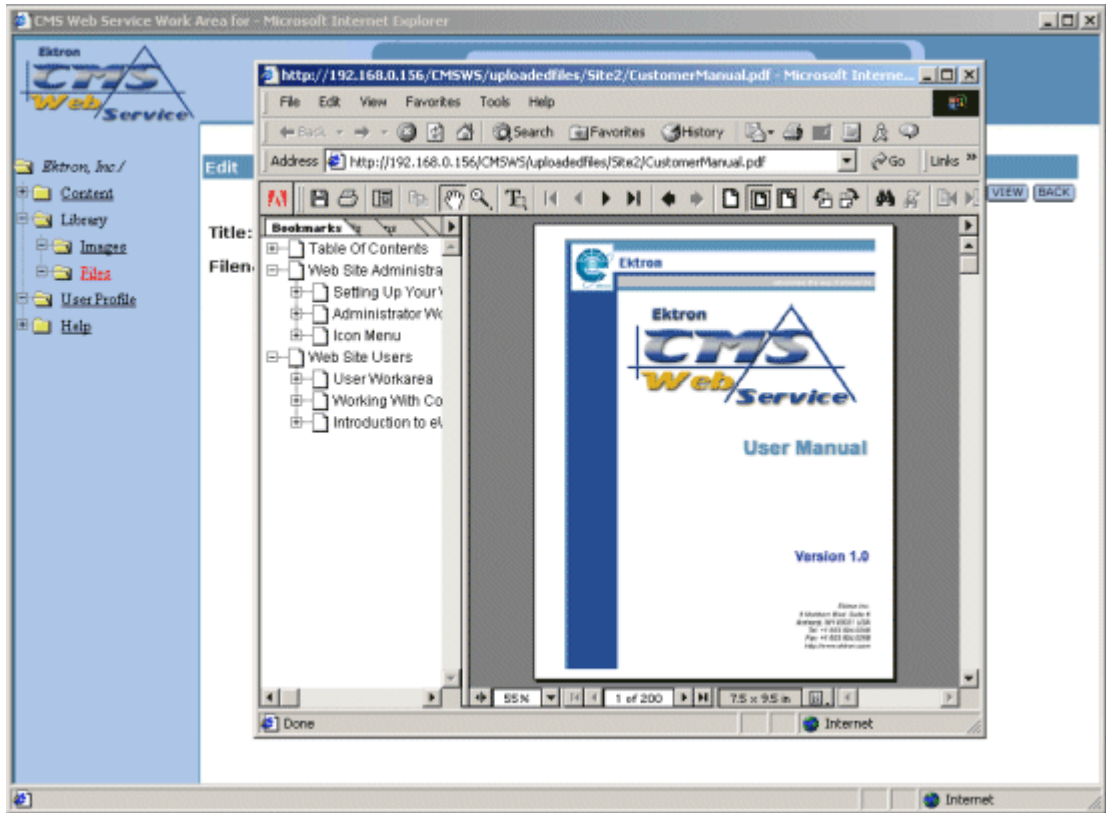 CMS Web Service Work Area for - Microsoft Internet Explorer
Ektron
CMS
Web
Service
http://192.168.0.156/CMSWS/uploadedfiles/Site2/CustomerManual.pdf - Microsoft Interne...
File Edit View Favorites Tools Help
Back Search Favorites History
Address http://192.168.0.156/CMSWS/uploadedfiles/Site2/CustomerManual.pdf Go Links »
Ektron, Inc /
Content
Library
Images
Files
User Profile
Help
Edit
VIEW BACK
Title:
Filen
Bookmarks
Table Of Contents
Web Site Administra
Setting Up Your
Administrator Wo
Icon Menu
Web Site Users
User Workarea
Working With Co
Introduction to
Ektron
Ektron
CMS
Web
Service
User Manual
Version 1.0
55% 1 of 200 7.5 x 9.5 in
Done Internet
Internet